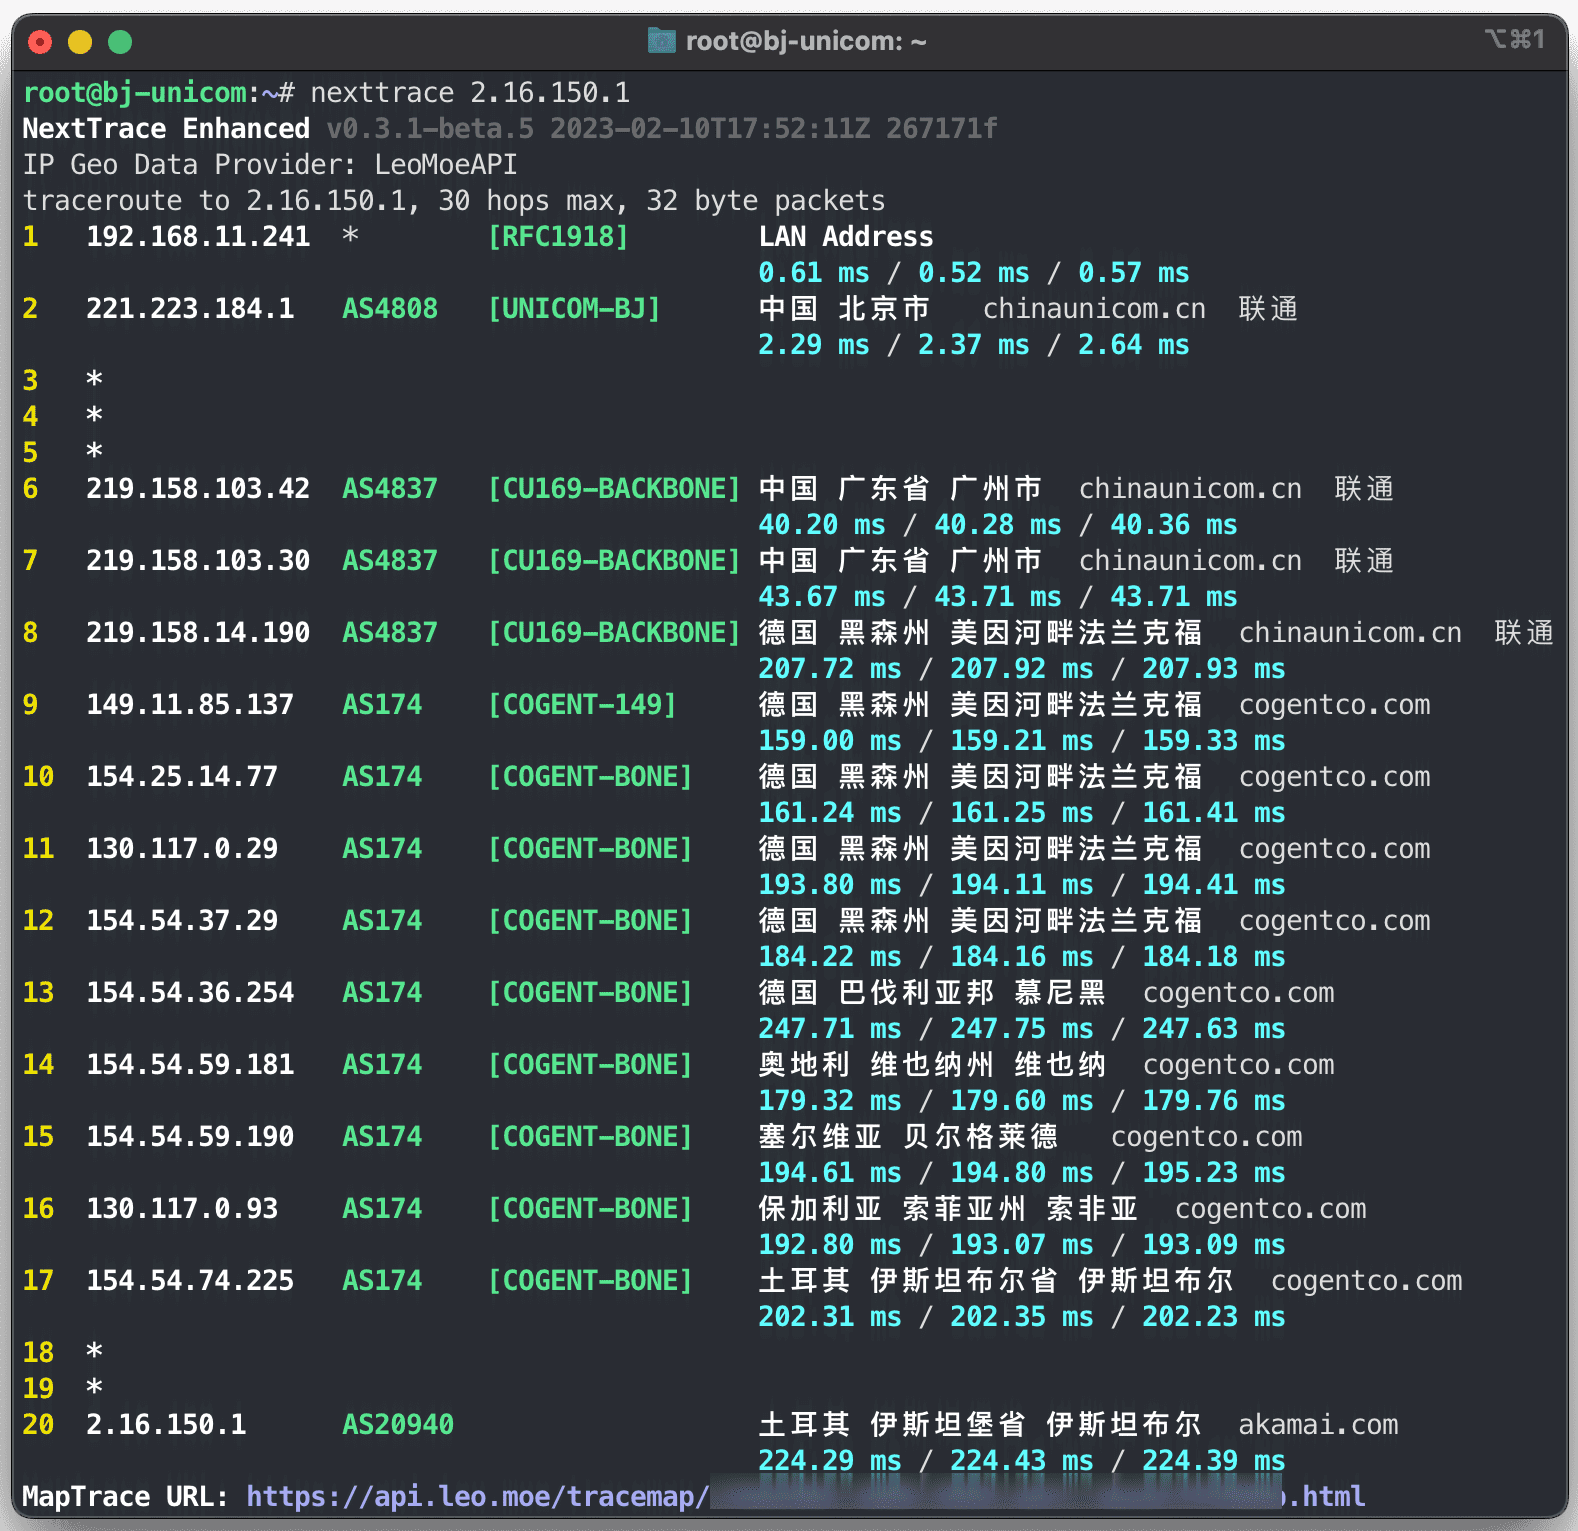 root@bj-unicom: ~
⌥⌘1
root@bj-unicom:~# nexttrace 2.16.150.1
NextTrace Enhanced v0.3.1-beta.5 2023-02-10T17:52:11Z 267171f
IP Geo Data Provider: LeoMoeAPI
traceroute to 2.16.150.1, 30 hops max, 32 byte packets
1 192.168.11.241 * [RFC1918] LAN Address
0.61 ms / 0.52 ms / 0.57 ms
2 221.223.184.1 AS4808 [UNICOM-BJ] 中国 北京市 chinaunicom.cn 联通
2.29 ms / 2.37 ms / 2.64 ms
3 *
4 *
5 *
6 219.158.103.42 AS4837 [CU169-BACKBONE] 中国 广东省 广州市 chinaunicom.cn 联通
40.20 ms / 40.28 ms / 40.36 ms
7 219.158.103.30 AS4837 [CU169-BACKBONE] 中国 广东省 广州市 chinaunicom.cn 联通
43.67 ms / 43.71 ms / 43.71 ms
8 219.158.14.190 AS4837 [CU169-BACKBONE] 德国 黑森州 美因河畔法兰克福 chinaunicom.cn 联通
207.72 ms / 207.92 ms / 207.93 ms
9 149.11.85.137 AS174 [COGENT-149] 德国 黑森州 美因河畔法兰克福 cogentco.com
159.00 ms / 159.21 ms / 159.33 ms
10 154.25.14.77 AS174 [COGENT-BONE] 德国 黑森州 美因河畔法兰克福 cogentco.com
161.24 ms / 161.25 ms / 161.41 ms
11 130.117.0.29 AS174 [COGENT-BONE] 德国 黑森州 美因河畔法兰克福 cogentco.com
193.80 ms / 194.11 ms / 194.41 ms
12 154.54.37.29 AS174 [COGENT-BONE] 德国 黑森州 美因河畔法兰克福 cogentco.com
184.22 ms / 184.16 ms / 184.18 ms
13 154.54.36.254 AS174 [COGENT-BONE] 德国 巴伐利亚邦 慕尼黑 cogentco.com
247.71 ms / 247.75 ms / 247.63 ms
14 154.54.59.181 AS174 [COGENT-BONE] 奥地利 维也纳州 维也纳 cogentco.com
179.32 ms / 179.60 ms / 179.76 ms
15 154.54.59.190 AS174 [COGENT-BONE] 塞尔维亚 贝尔格莱德 cogentco.com
194.61 ms / 194.80 ms / 195.23 ms
16 130.117.0.93 AS174 [COGENT-BONE] 保加利亚 索菲亚州 索非亚 cogentco.com
192.80 ms / 193.07 ms / 193.09 ms
17 154.54.74.225 AS174 [COGENT-BONE] 土耳其 伊斯坦布尔省 伊斯坦布尔 cogentco.com
202.31 ms / 202.35 ms / 202.23 ms
18 *
19 *
20 2.16.150.1 AS20940 土耳其 伊斯坦堡省 伊斯坦布尔 akamai.com
224.29 ms / 224.43 ms / 224.39 ms
MapTrace URL: https://api.leo.moe/tracemap/ .html